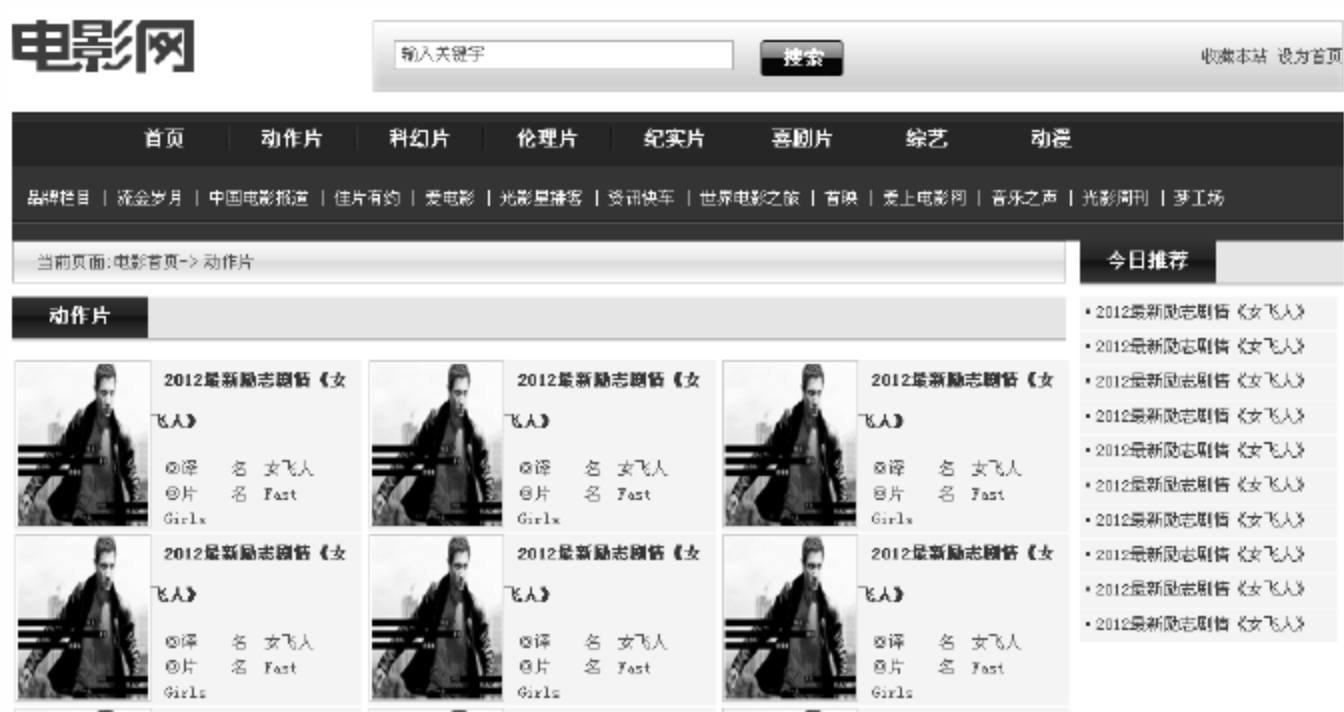 电影网
输入关键字
搜索
收藏本站 设为首页
首页 动作片 科幻片 伦理片 纪实片 喜剧片 综艺 动漫
品牌栏目 | 流金岁月 | 中国电影报道 | 佳片有约 | 爱电影 | 光影星播客 | 资讯快车 | 世界电影之旅 | 首映 | 爱上电影网 | 音乐之声 | 光影周刊 | 梦工场
当前页面:电影首页->动作片
动作片
2012最新励志剧情《女
飞人》
◎译 名 女飞人
◎片 名 Fast
Girls
2012最新励志剧情《女
飞人》
◎译 名 女飞人
◎片 名 Fast
Girls
2012最新励志剧情《女
飞人》
◎译 名 女飞人
◎片 名 Fast
Girls
2012最新励志剧情《女
飞人》
◎译 名 女飞人
◎片 名 Fast
Girls
2012最新励志剧情《女
飞人》
◎译 名 女飞人
◎片 名 Fast
Girls
2012最新励志剧情《女
飞人》
◎译 名 女飞人
◎片 名 Fast
Girls
今日推荐
▪ 2012最新励志剧情《女飞人》
▪ 2012最新励志剧情《女飞人》
▪ 2012最新励志剧情《女飞人》
▪ 2012最新励志剧情《女飞人》
▪ 2012最新励志剧情《女飞人》
▪ 2012最新励志剧情《女飞人》
▪ 2012最新励志剧情《女飞人》
▪ 2012最新励志剧情《女飞人》
▪ 2012最新励志剧情《女飞人》
▪ 2012最新励志剧情《女飞人》